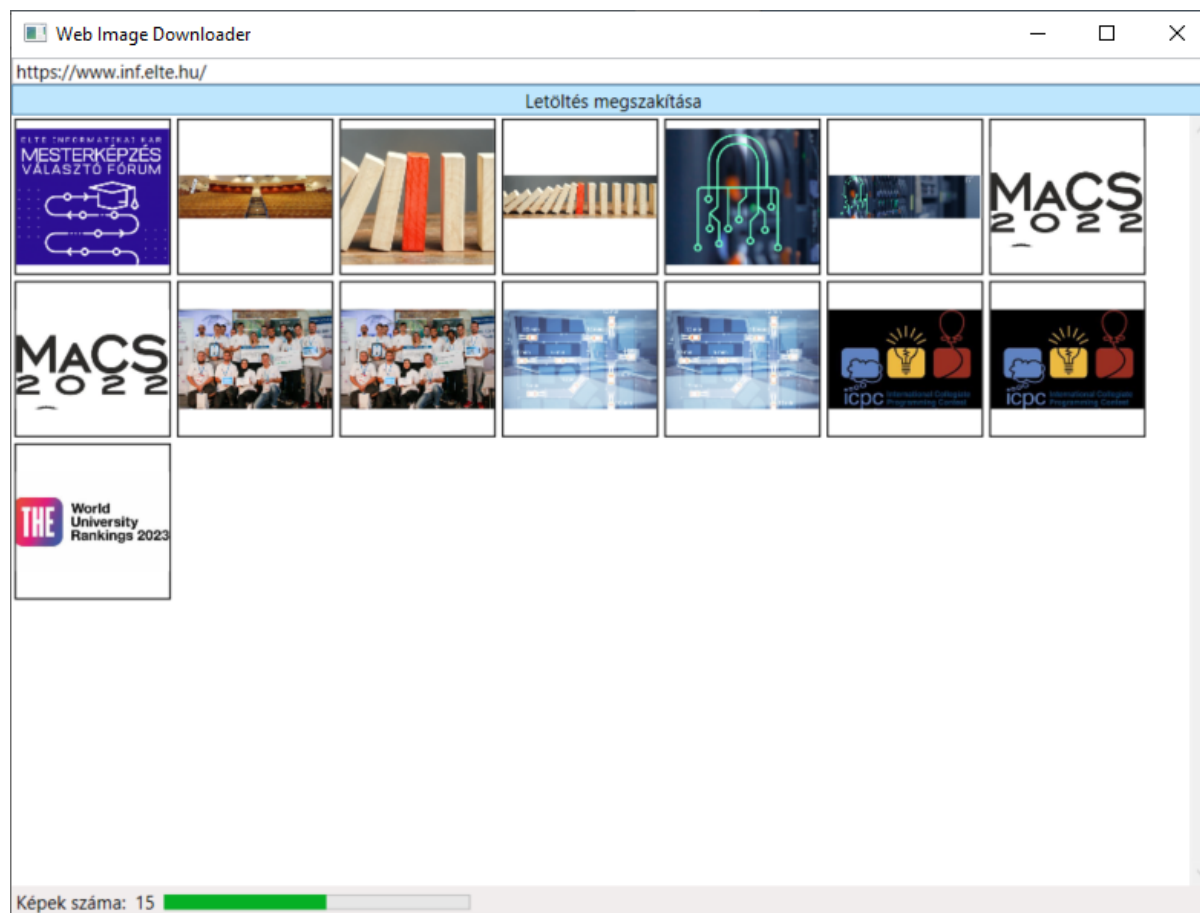 Web Image Downloader
https://www.inf.elte.hu/
Letöltés megszakítása
ELTE INFORMATIKAI KAR
MESTERKÉPZÉS
VÁLASZTÓ FÓRUM
MACS
2022
MACS
2022
icpc International Collegiate
Programming Contest
icpc International Collegiate
Programming Contest
THE
World
University
Rankings 2023
Képek száma: 15